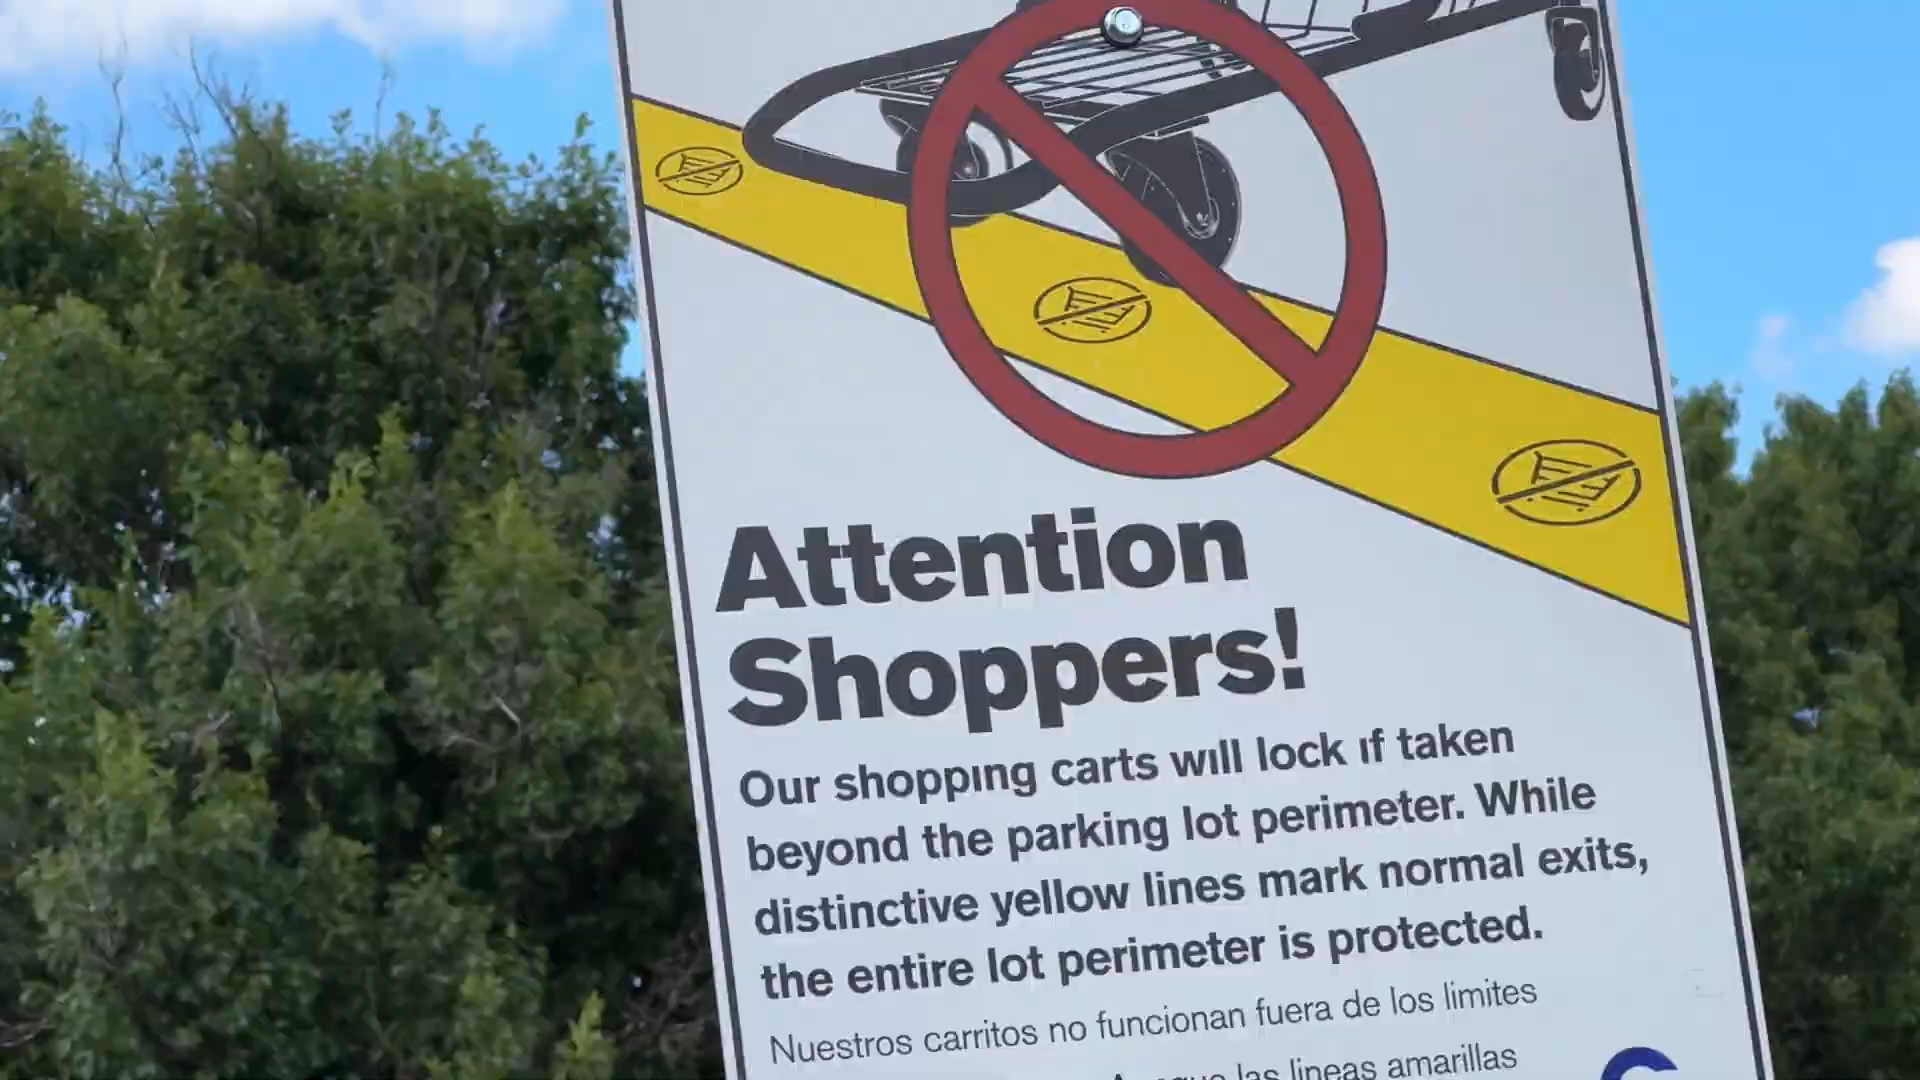 Attention
Shoppers!
Our shopping carts will lock if taken
beyond the parking lot perimeter. While
distinctive yellow lines mark normal exits,
the entire lot perimeter is protected.
Nuestros carritos no funcionan fuera de los limites
las lineas amarillas